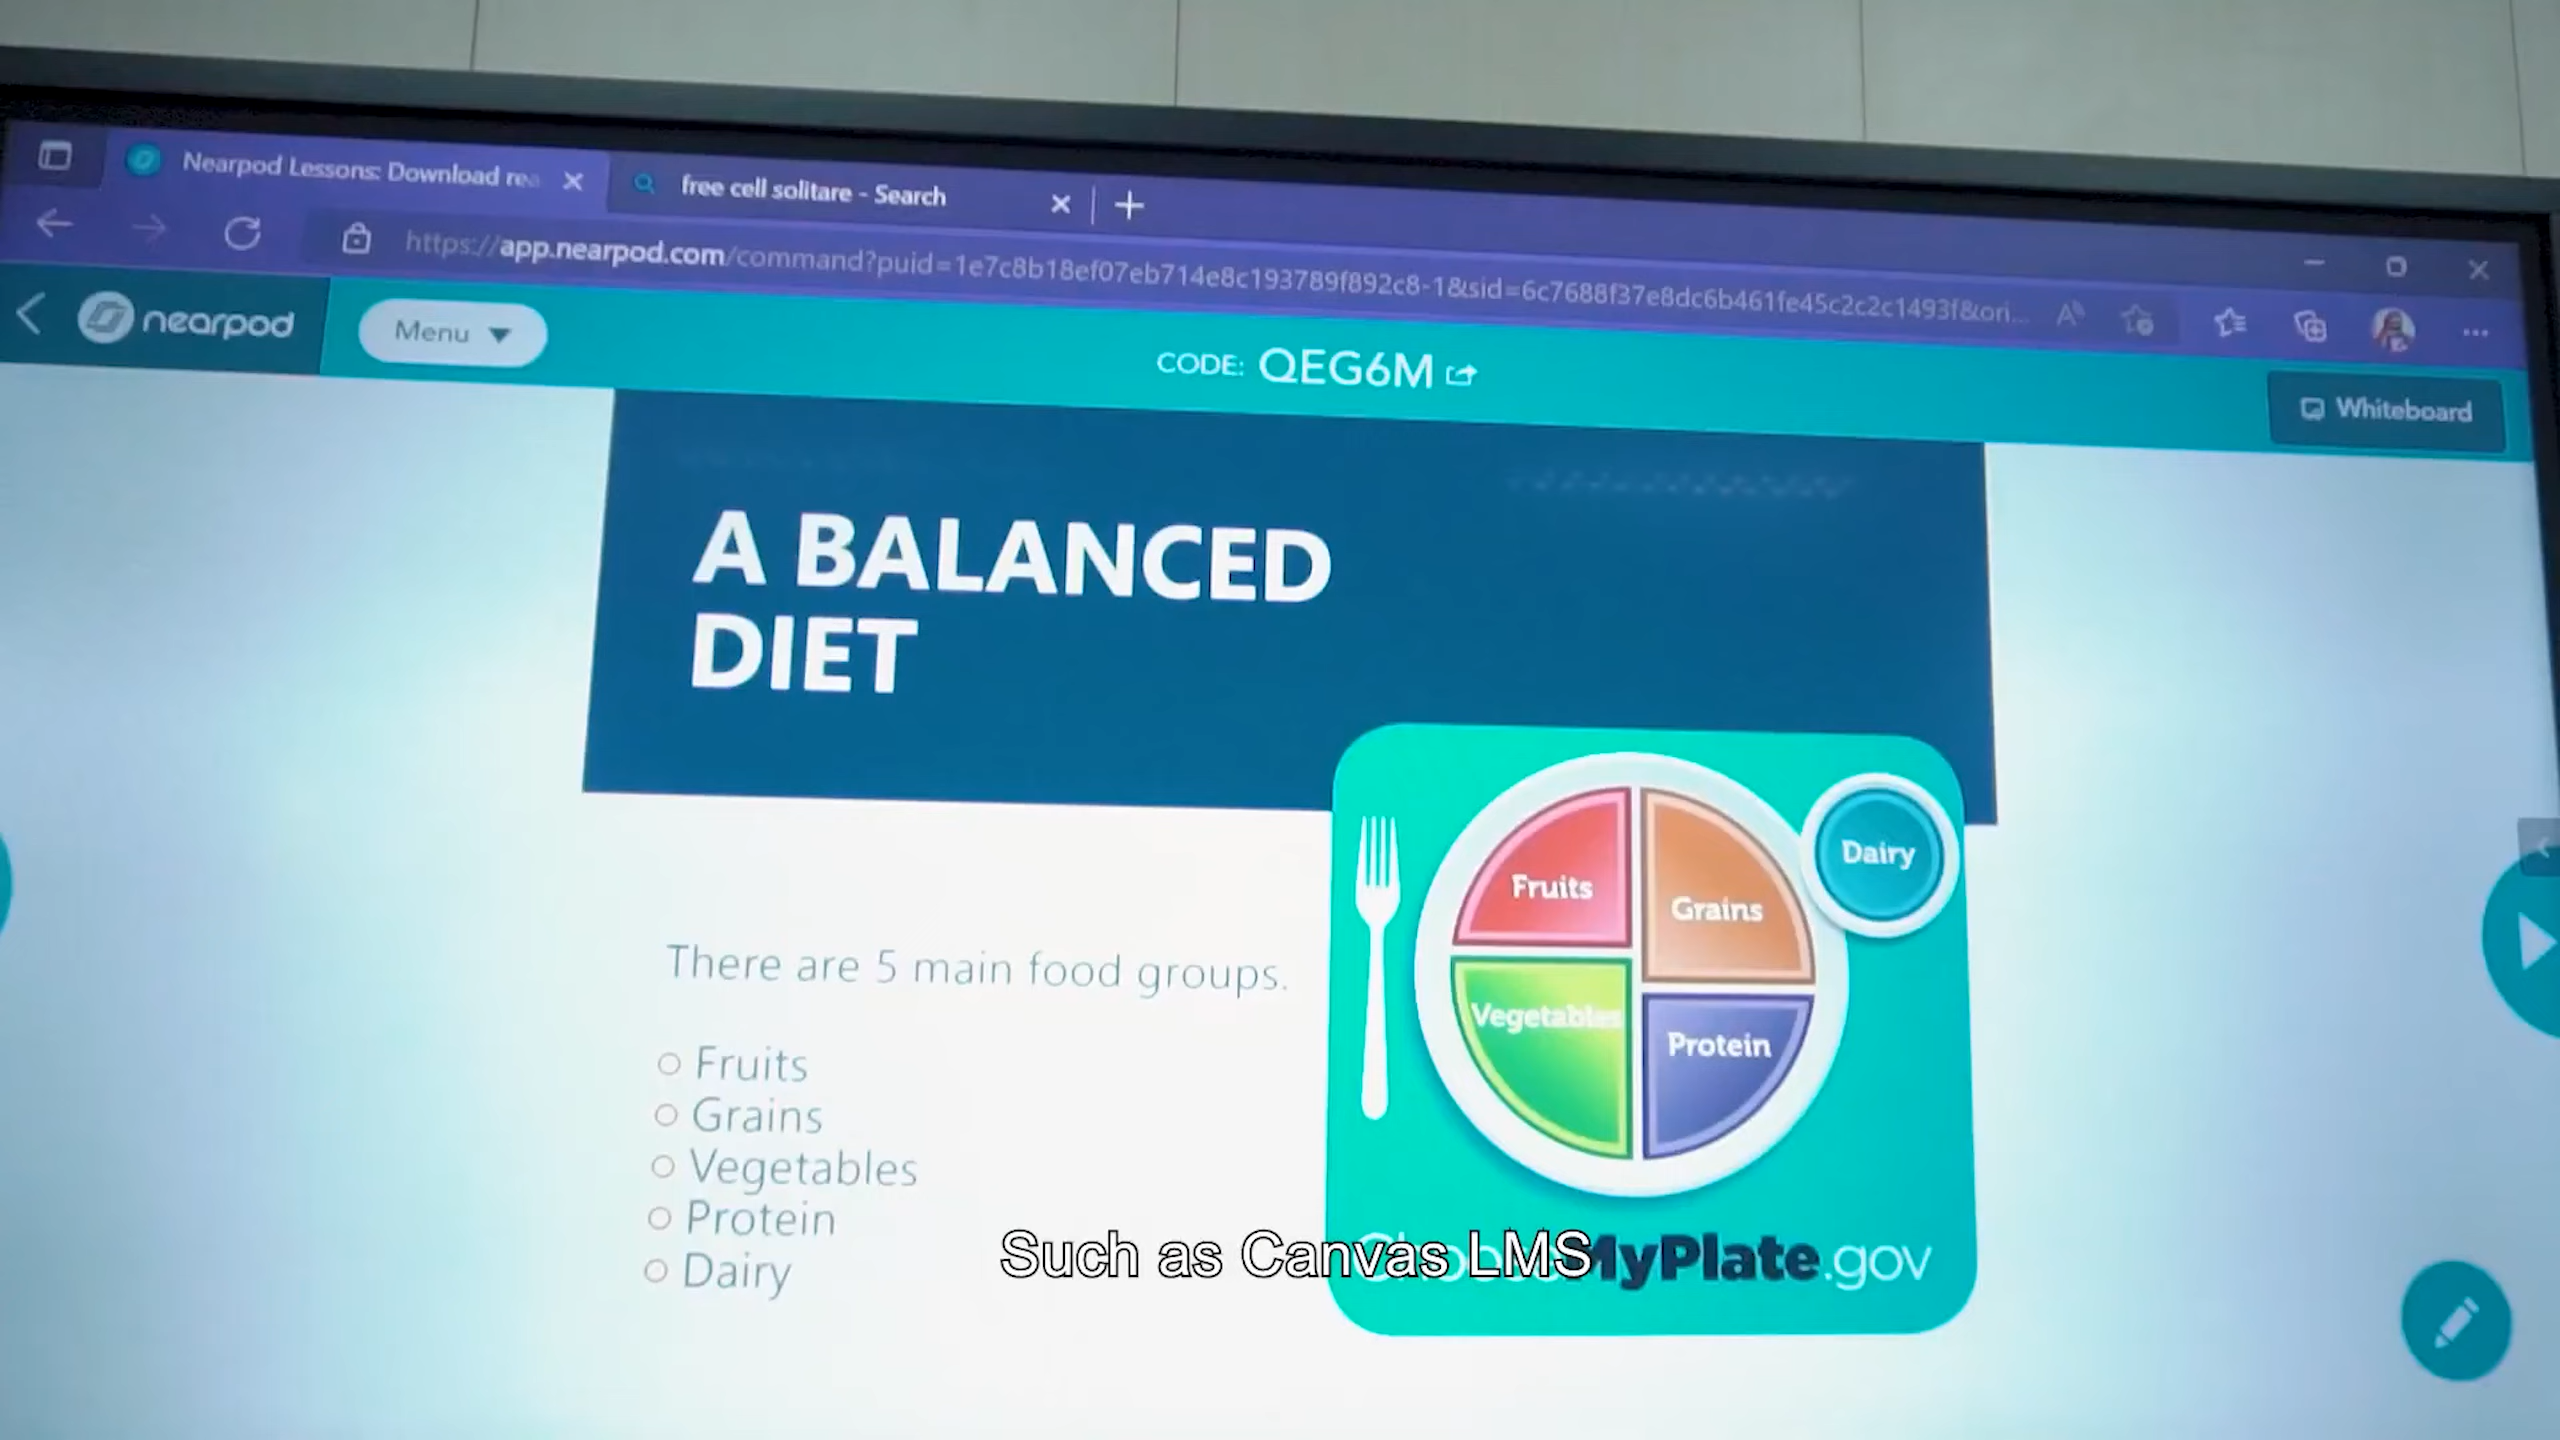 Nearpod Lessons: Download rea
free cell solitare - Search
https://app.nearpod.com/command?puid=1e7c8b18ef07eb714e8c193789f892c8-1&sid=6c7688f37e8dc6b461fe45c2c2c1493f&ori...
nearpod
Menu
CODE: QEG6M
Whiteboard
A BALANCED
DIET
There are 5 main food groups.
Fruits
Grains
Vegetables
Protein
Dairy
Fruits
Grains
Dairy
Vegetables
Protein
MyPlate.gov
Such as Canvas LMS